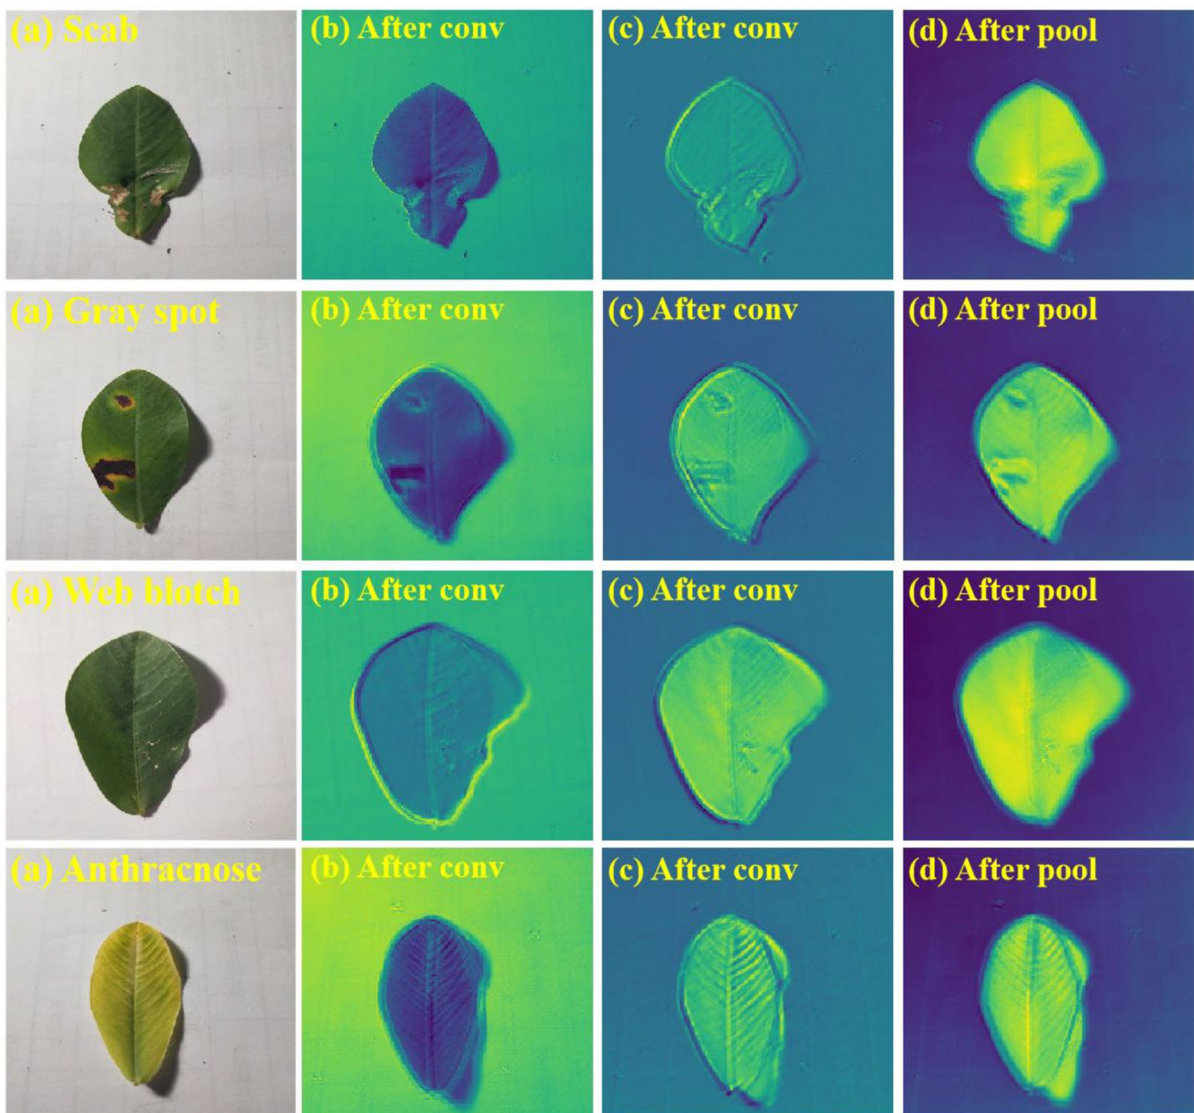 (a) Scab
(b) After conv
(c) After conv
(d) After pool
(a) Gray spot
(b) After conv
(c) After conv
(d) After pool
(a) Web blotch
(b) After conv
(c) After conv
(d) After pool
(a) Anthracnose
(b) After conv
(c) After conv
(d) After pool